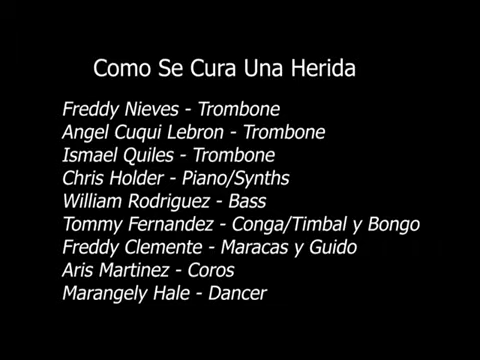 Como Se Cura Una Herida
Freddy Nieves - Trombone
Angel Cuqui Lebron - Trombone
Ismael Quiles - Trombone
Chris Holder - Piano/Synths
William Rodriguez - Bass
Tommy Fernandez - Conga/Timbal y Bongo
Freddy Clemente - Maracas y Guido
Aris Martinez - Coros
Marangely Hale - Dancer